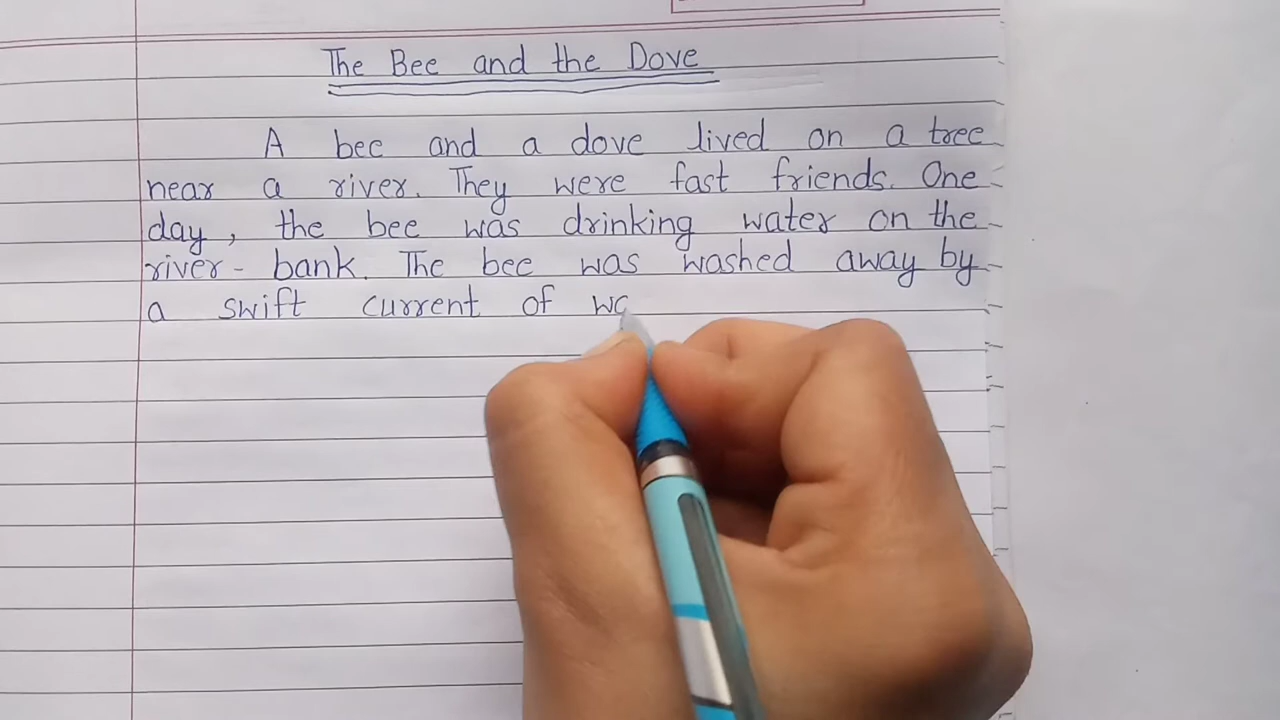 The Bee and the Dove
A bee and a dove lived on a tree
near a river. They were fast friends. One
day, the bee was drinking water on the
river-bank. The bee was washed away by
a swift current of wa